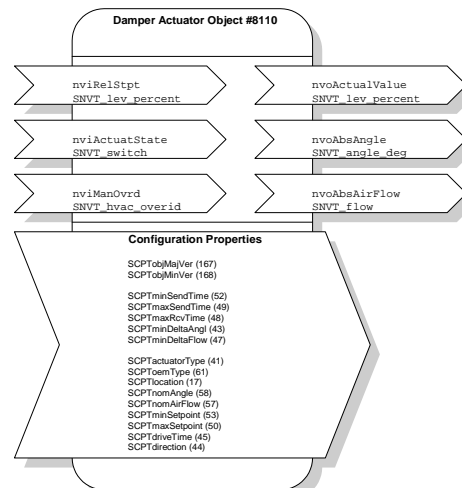 Damper Actuator Object #8110
nviRelStpt
SNVT_lev_percent
nvoActualValue
SNVT_lev_percent
nviActuatState
SNVT_switch
nvoAbsAngle
SNVT_angle_deg
nviManOvrd
SNVT_hvac_overid
nvoAbsAirFlow
SNVT_flow
Configuration Properties
SCPTobjMajVer (167)
SCPTobjMinVer (168)
SCPTminSendTime (52)
SCPTmaxSendTime (49)
SCPTmaxRcvTime (48)
SCPTminDeltaAngl (43)
SCPTminDeltaFlow (47)
SCPTactuatorType (41)
SCPToemType (61)
SCPTlocation (17)
SCPTnomAngle (58)
SCPTnomAirFlow (57)
SCPTminSetpoint (53)
SCPTmaxSetpoint (50)
SCPTdriveTime (45)
SCPTdirection (44)